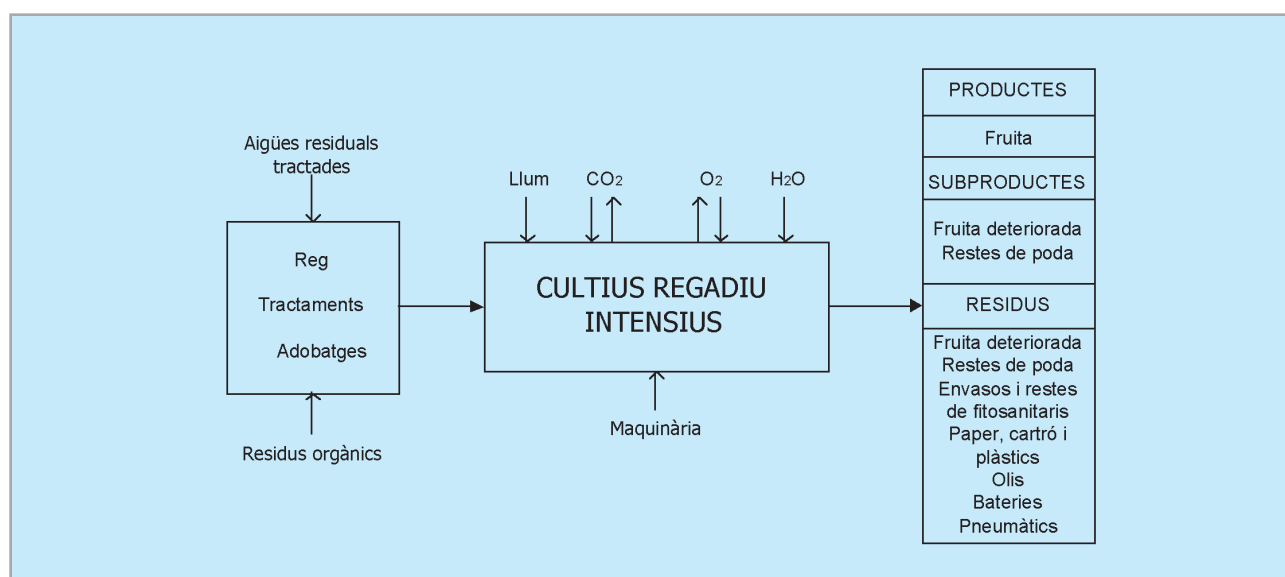 Aigües residuals
tractades
Reg
Tractaments
Adobatges
Residus orgànics
Llum
CO2
O2
H2O
CULTIUS REGADIU
INTENSIUS
Maquinària
PRODUCTES
Fruita
SUBPRODUCTES
Fruita deteriorada
Restes de poda
RESIDUS
Fruita deteriorada
Restes de poda
Envasos i restes
de fitosanitaris
Paper, cartró i
plàstics
Olis
Bateries
Pneumàtics